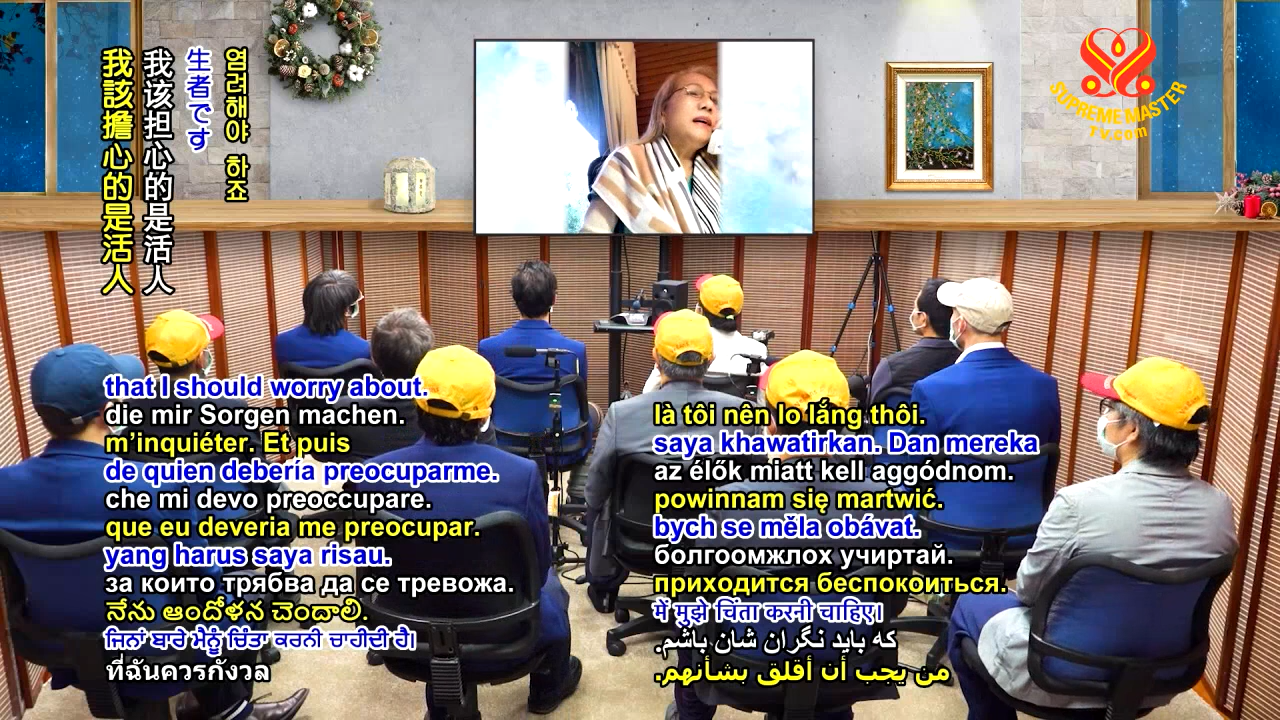 염려해야 하죠
生者です
我该担心的是活人
我該擔心的是活人
SUPREME MASTER
TV.com
that I should worry about.
die mir Sorgen machen.
m'inquiéter. Et puis
de quien debería preocuparme.
che mi devo preoccupare.
que eu deveria me preocupar.
yang harus saya risau.
за които трябва да се тревожа.
నేను ఆందోళన చెందాలి.
ਜਿਨਾਂ ਬਾਰੇ ਮੈਨੂੰ ਚਿੰਤਾ ਕਰਨੀ ਚਾਹੀਦੀ ਹੈ।
ที่ฉันควรกังวล
là tôi nên lo lắng thôi.
saya khawatirkan. Dan mereka
az élők miatt kell aggódnom.
powinnam się martwić.
bych se měla obávat.
болгоомжлох учиртай.
приходится беспокоиться.
में मुझे चिंता करनी चाहिए।
که باید نگران شان باشم.
من يجب أن أقلق بشأنهم.